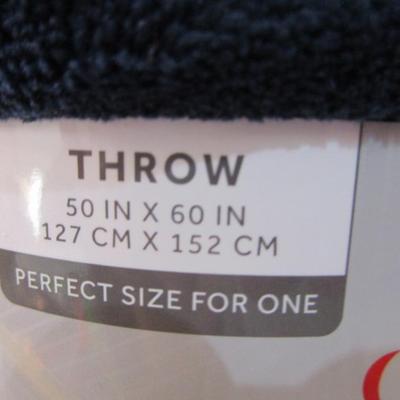 THROW
50 IN X 60 IN
127 CM X 152 CM
PERFECT SIZE FOR ONE